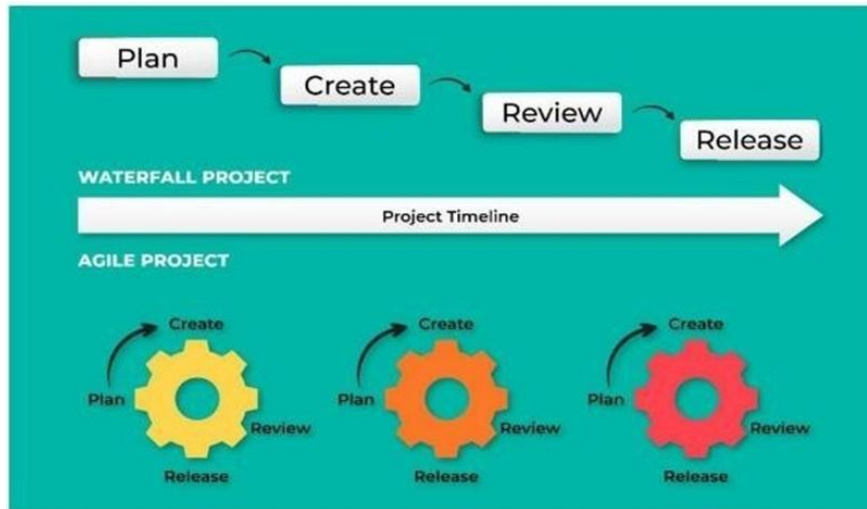 Plan
Create
Review
Release
WATERFALL PROJECT
Project Timeline
AGILE PROJECT
Create
Plan
Review
Release
Create
Plan
Review
Release
Create
Plan
Review
Release